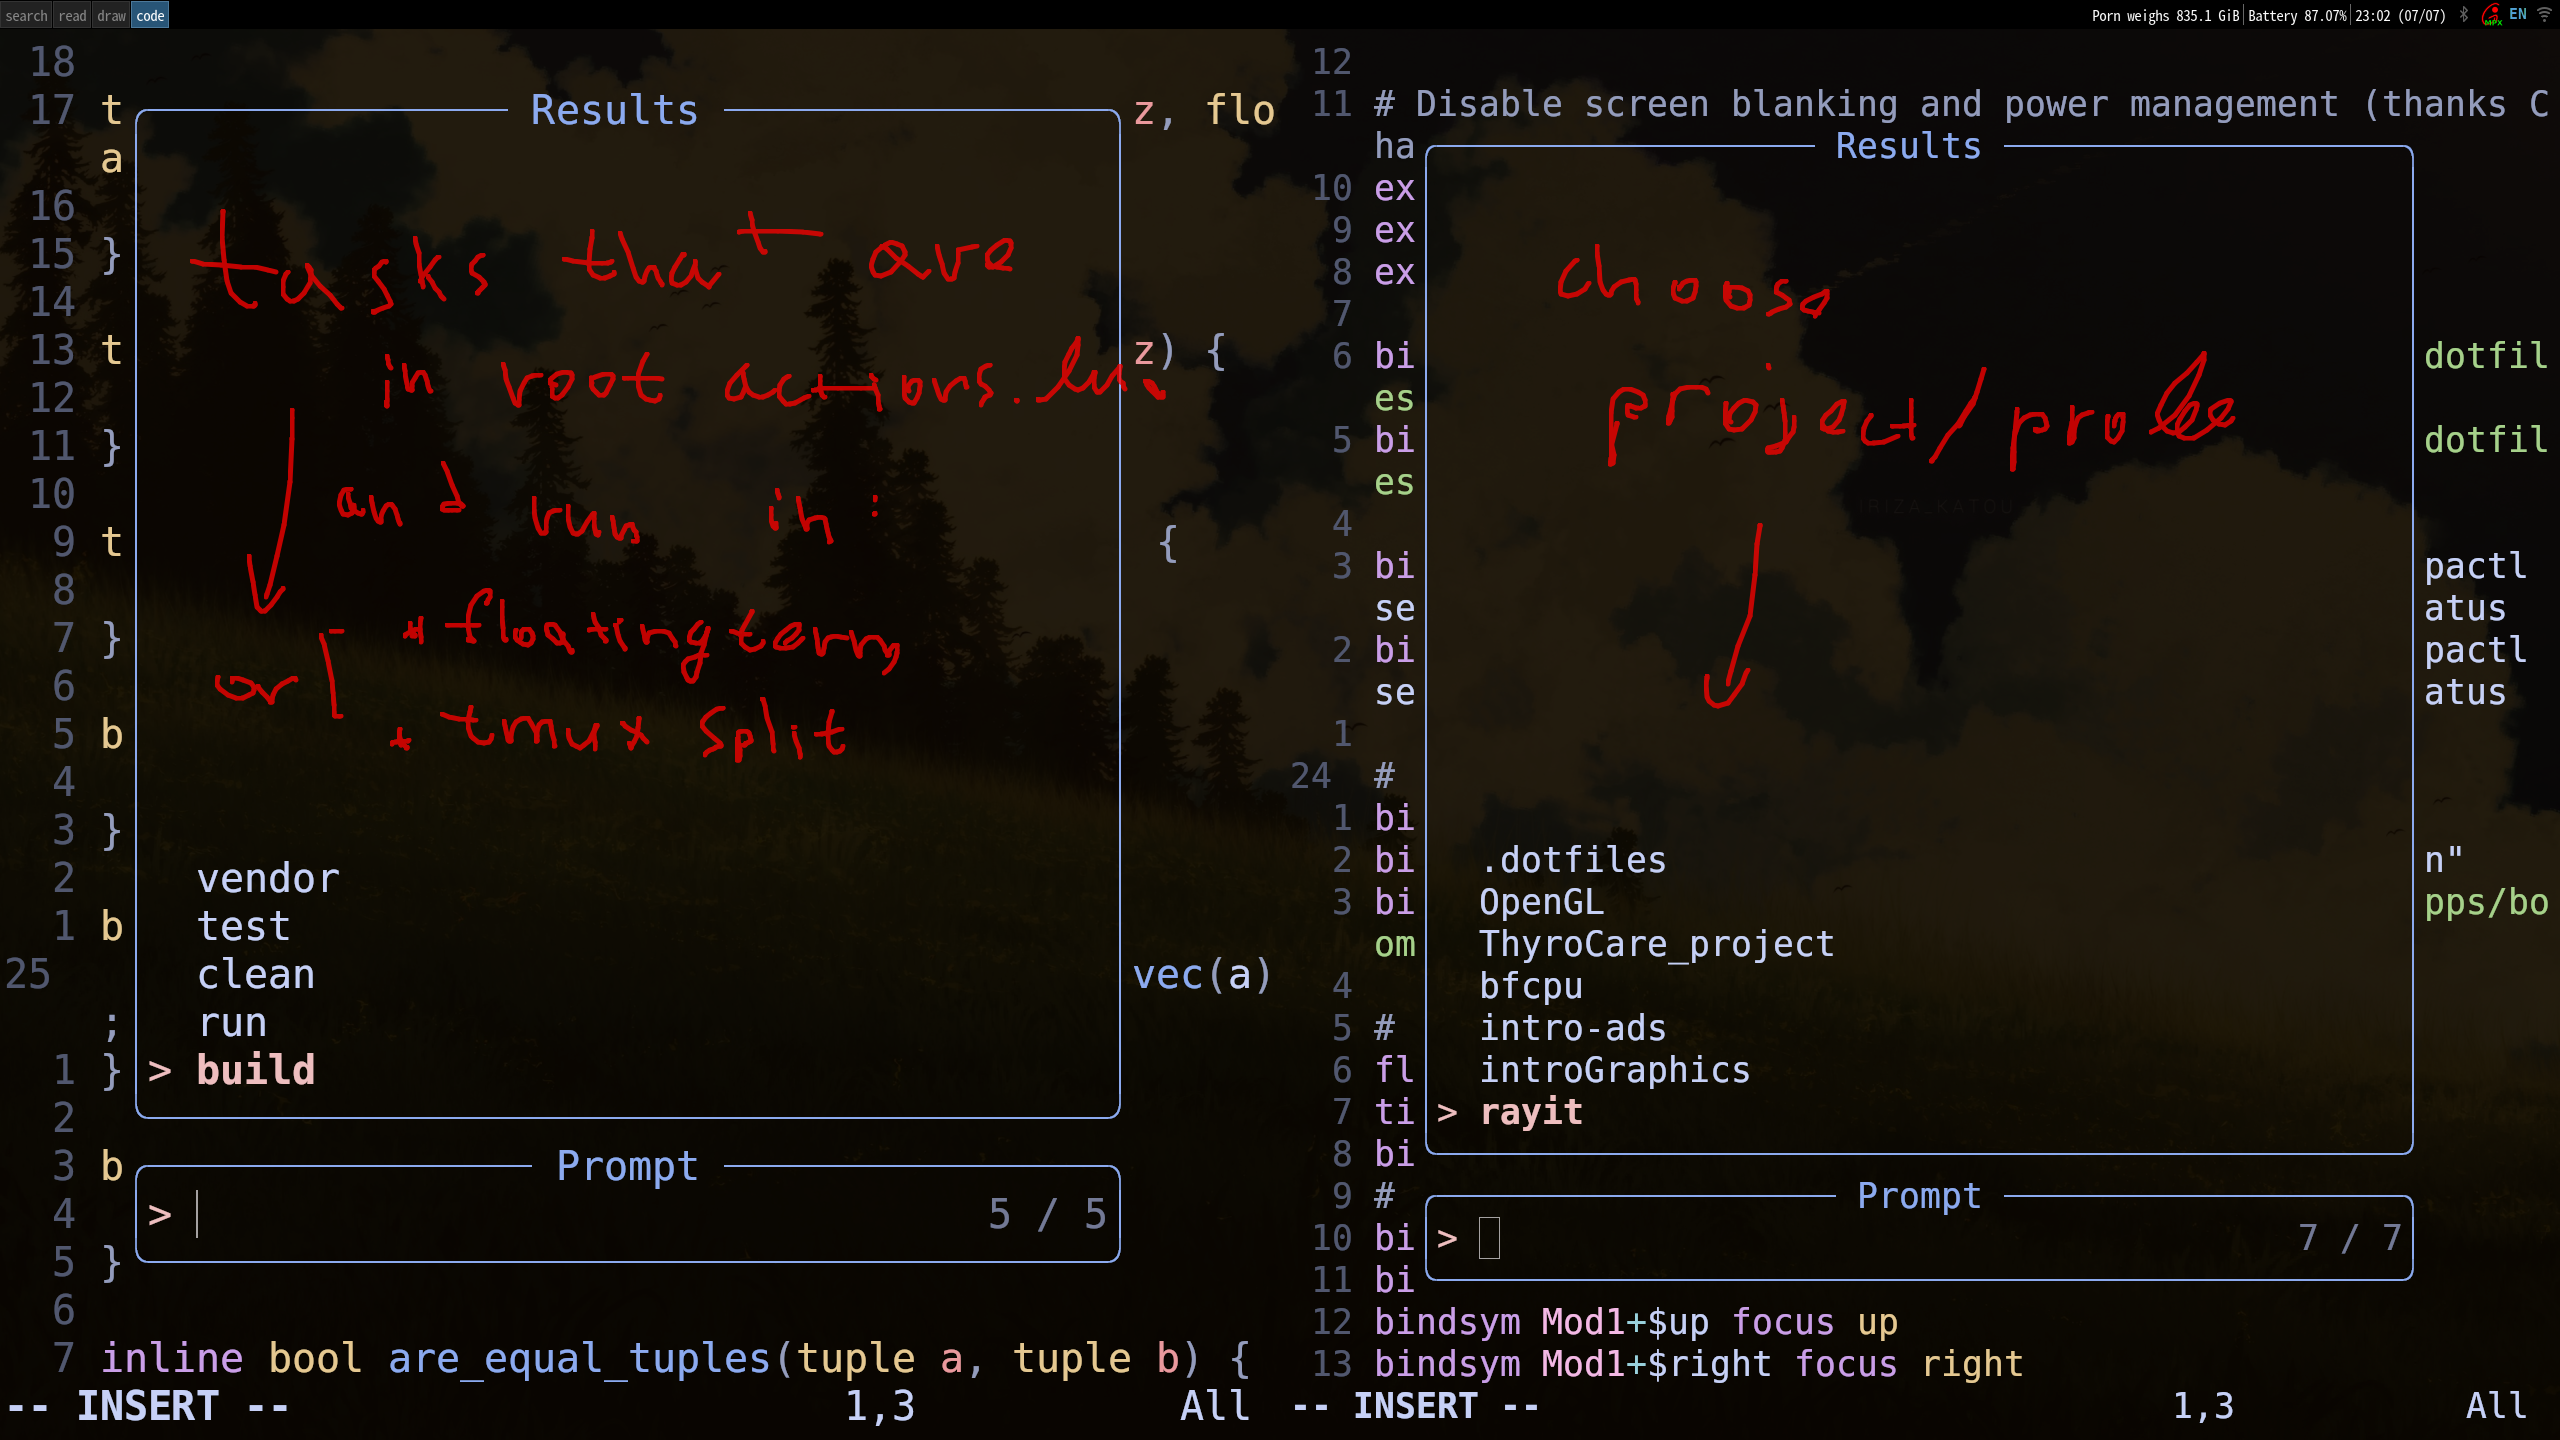 search read draw code
Porn weighs 835.1 GiB Battery 87.07% 23:02 (07/07) EN
18
17 t
a
16
15 }
14
13 t
12
11 }
10
9 t
8
7 }
6
5 b
4
3 }
2
1 b
25
;
1 }
2
3 b
4
5 }
6
7 inline bool are_equal_tuples(tuple a, tuple b) {
-- INSERT -- 1,3 All
z, flo
z) {
{
vec(a)
Results
tasks that are
in root actions.lua
and run in:
or
* floating term
* tmux split
vendor
test
clean
run
> build
Prompt
> 5 / 5
12
11 # Disable screen blanking and power management (thanks C
ha
10 ex
9 ex
8 ex
7
6 bi dotfil
es
5 bi dotfil
es
4
3 bi pactl
se atus
2 bi pactl
se atus
1
24 #
1 bi
2 bi n"
3 bi pps/bo
om
4
5 #
6 fl
7 ti
8 bi
9 #
10 bi
11 bi
12 bindsym Mod1+$up focus up
13 bindsym Mod1+$right focus right
-- INSERT -- 1,3 All
Results
choose
project/probe
IRIZA_KATOU
.dotfiles
OpenGL
ThyroCare_project
bfcpu
intro-ads
introGraphics
> rayit
Prompt
> 7 / 7